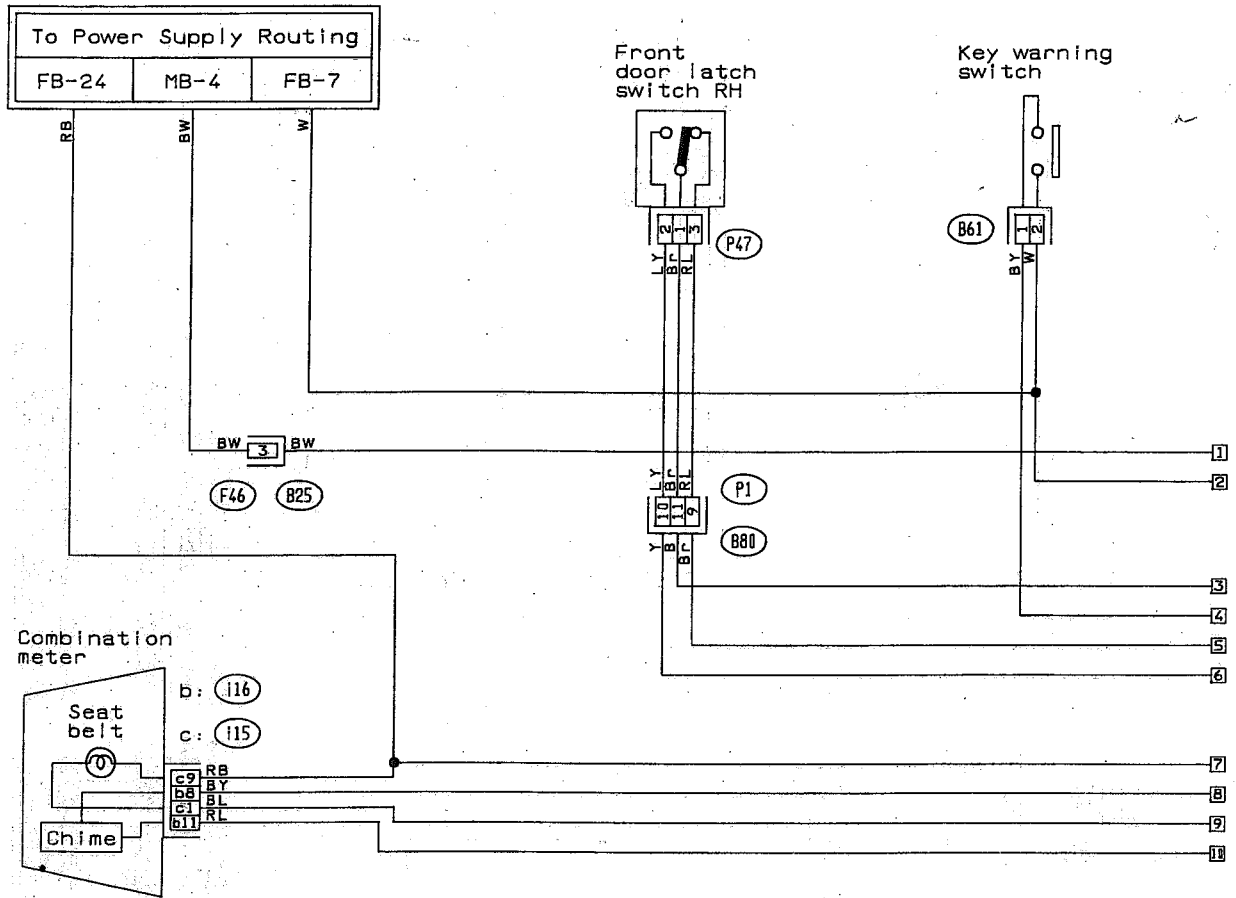 To Power Supply Routing
FB-24 MB-4 FB-7
RB BW W
Front
door latch
switch RH
Key warning
switch
2 1 3
P47
LY Br RL
B61
1 2
BY W
BW 3 BW
F46 B25
1
2
LY Br RL
P1
10 11 9
B80
Y B Br
3
4
5
6
Combination
meter
b: i16
c: i15
Seat
belt
Chime
c9 RB
b8 BY
c1 BL
b11 RL
7
8
9
10